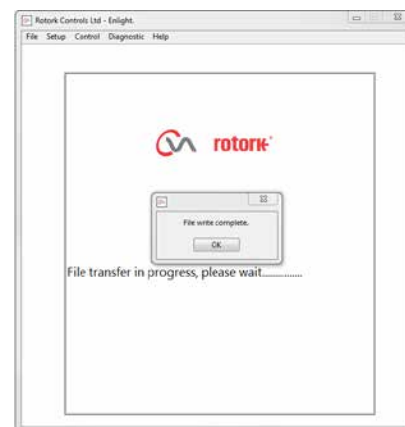 Rotork Controls Ltd - Enlight.
File Setup Control Diagnostic Help
rotork
File write complete.
OK
File transfer in progress, please wait..............